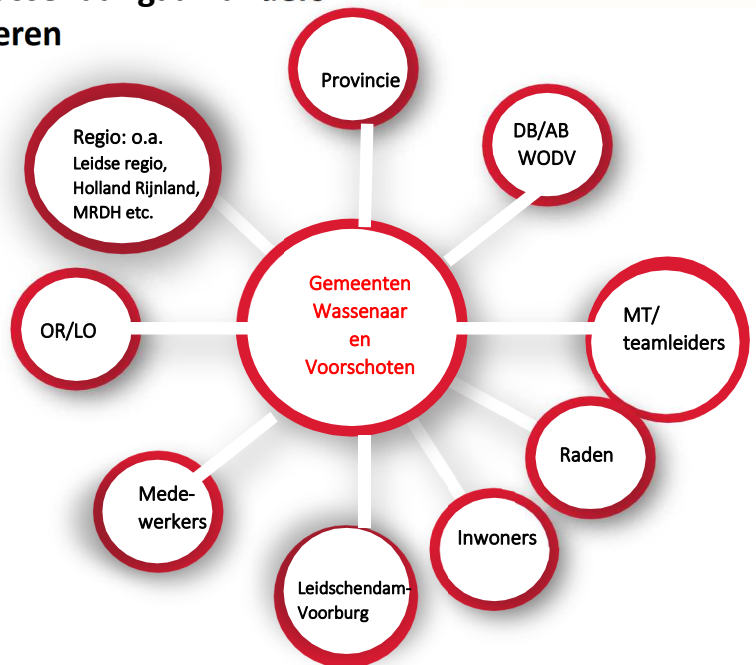 eren
Provincie
DB/AB
WODV
Regio: o.a.
Leidse regio,
Holland Rijnland,
MRDH etc.
Gemeenten
Wassenaar
en
Voorschoten
OR/LO
MT/
teamleiders
Raden
Mede-
werkers
Inwoners
Leidschendam-
Voorburg